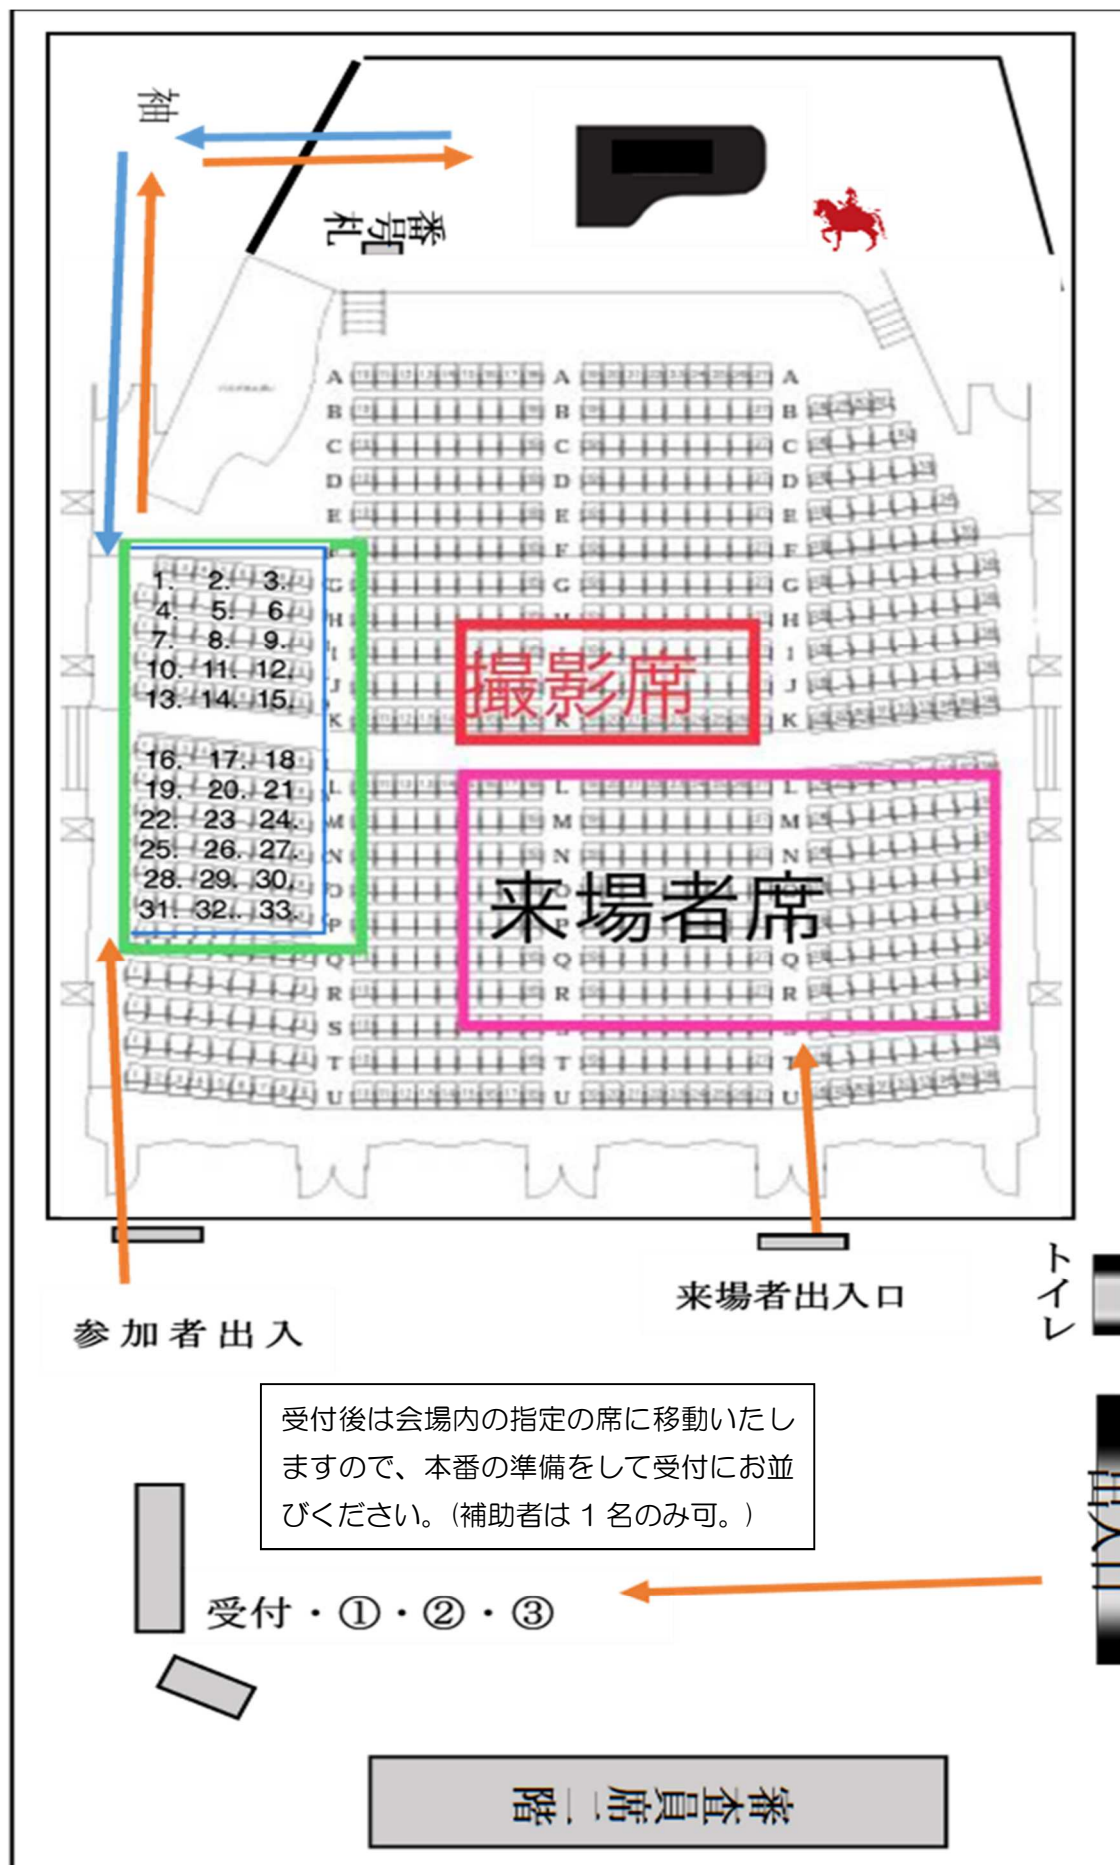 袖
番号
札
A A A
B B B
C C C
D D D
E E E
F F
G G G
H H
I I
J J
K K K
L L L
M M M
N N N
O
P
Q Q Q
R R R
S
T T T
U U U
1. 2. 3.
4. 5. 6
7. 8. 9.
10. 11. 12.
13. 14. 15.
16. 17. 18
19. 20. 21
22. 23 24.
25. 26. 27.
28. 29. 30.
31. 32.. 33.
撮影席
来場者席
参加者出入
来場者出入口
トイレ
受付後は会場内の指定の席に移動いたし
ますので、本番の準備をして受付にお並
びください。（補助者は 1 名のみ可。）
出入口
受付・①・②・③
審査員席二階